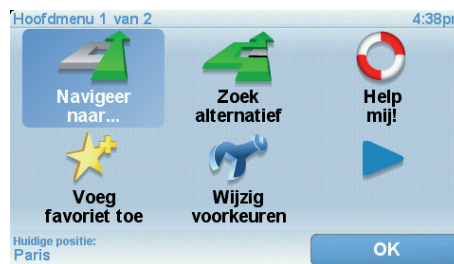 Hoofdmenu 1 van 2
4:38pm
Navigeer
naar...
Zoek
alternatief
Help
mij!
Voeg
favoriet toe
Wijzig
voorkeuren
Huidige positie:
Paris
OK